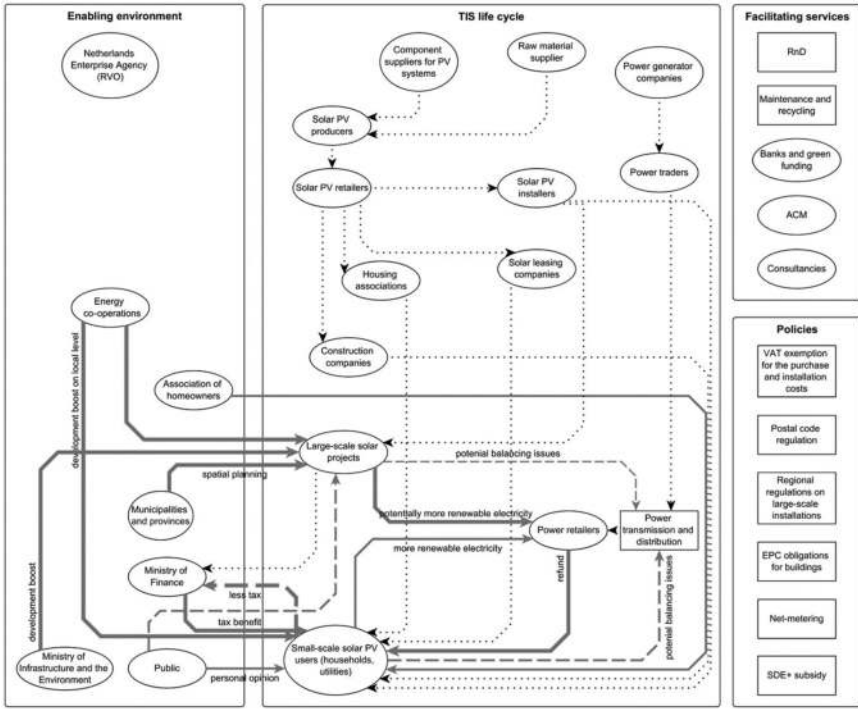 Enabling environment
Netherlands
Enterprise Agency
(RVO)
Energy
co-operations
development boost on local level
Association of
homeowners
spatial planning
Municipalities
and provinces
Ministry of
Finance
less tax
tax benefit
development boost
Ministry of
Infrastructure and the
Environment
Public
personal opinion
TIS life cycle
Component
suppliers for PV
systems
Raw material
supplier
Power generator
companies
Solar PV
producers
Solar PV retailers
Solar PV
installers
Power traders
Housing
associations
Solar leasing
companies
Construction
companies
Large-scale solar
projects
potenial balancing issues
potentially more renewable electricity
Power retailers
Power
transmission and
distribution
more renewable electricity
refund
potenial balancing issues
Small-scale solar PV
users (households,
utilities)
Facilitating services
RnD
Maintenance and
recycling
Banks and green
funding
ACM
Consultancies
Policies
VAT exemption
for the purchase
and installation
costs
Postal code
regulation
Regional
regulations on
large-scale
installations
EPC obligations
for buildings
Net-metering
SDE+ subsidy